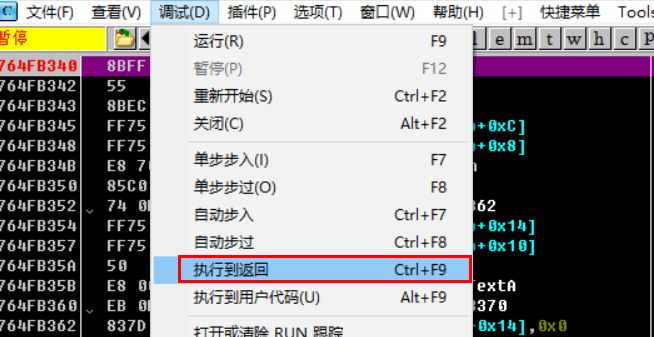 C 文件(F) 查看(V) 调试(D) 插件(P) 选项(T) 窗口(W) 帮助(H) [+] 快捷菜单 Tools
暂停 l e m t w h c P
运行(R) F9
764FB340 8BFF
暂停(P) F12
764FB342 55
重新开始(S) Ctrl+F2
764FB343 8BEC
关闭(C) Alt+F2
764FB345 FF75 +0xC]
764FB348 FF75 +0x8]
764FB34B E8
单步步入(I) F7
764FB350 85C0
单步步过(O) F8
764FB352 74 362
自动步入 Ctrl+F7
764FB354 FF75 +0x14]
自动步过 Ctrl+F8
764FB357 FF75 +0x10]
764FB35A 50
执行到返回 Ctrl+F9
764FB35B E8 extA
执行到用户代码(U) Alt+F9
764FB360 EB 370
764FB362 837D +0x14],0x0
打开或清除 RUN 跟踪